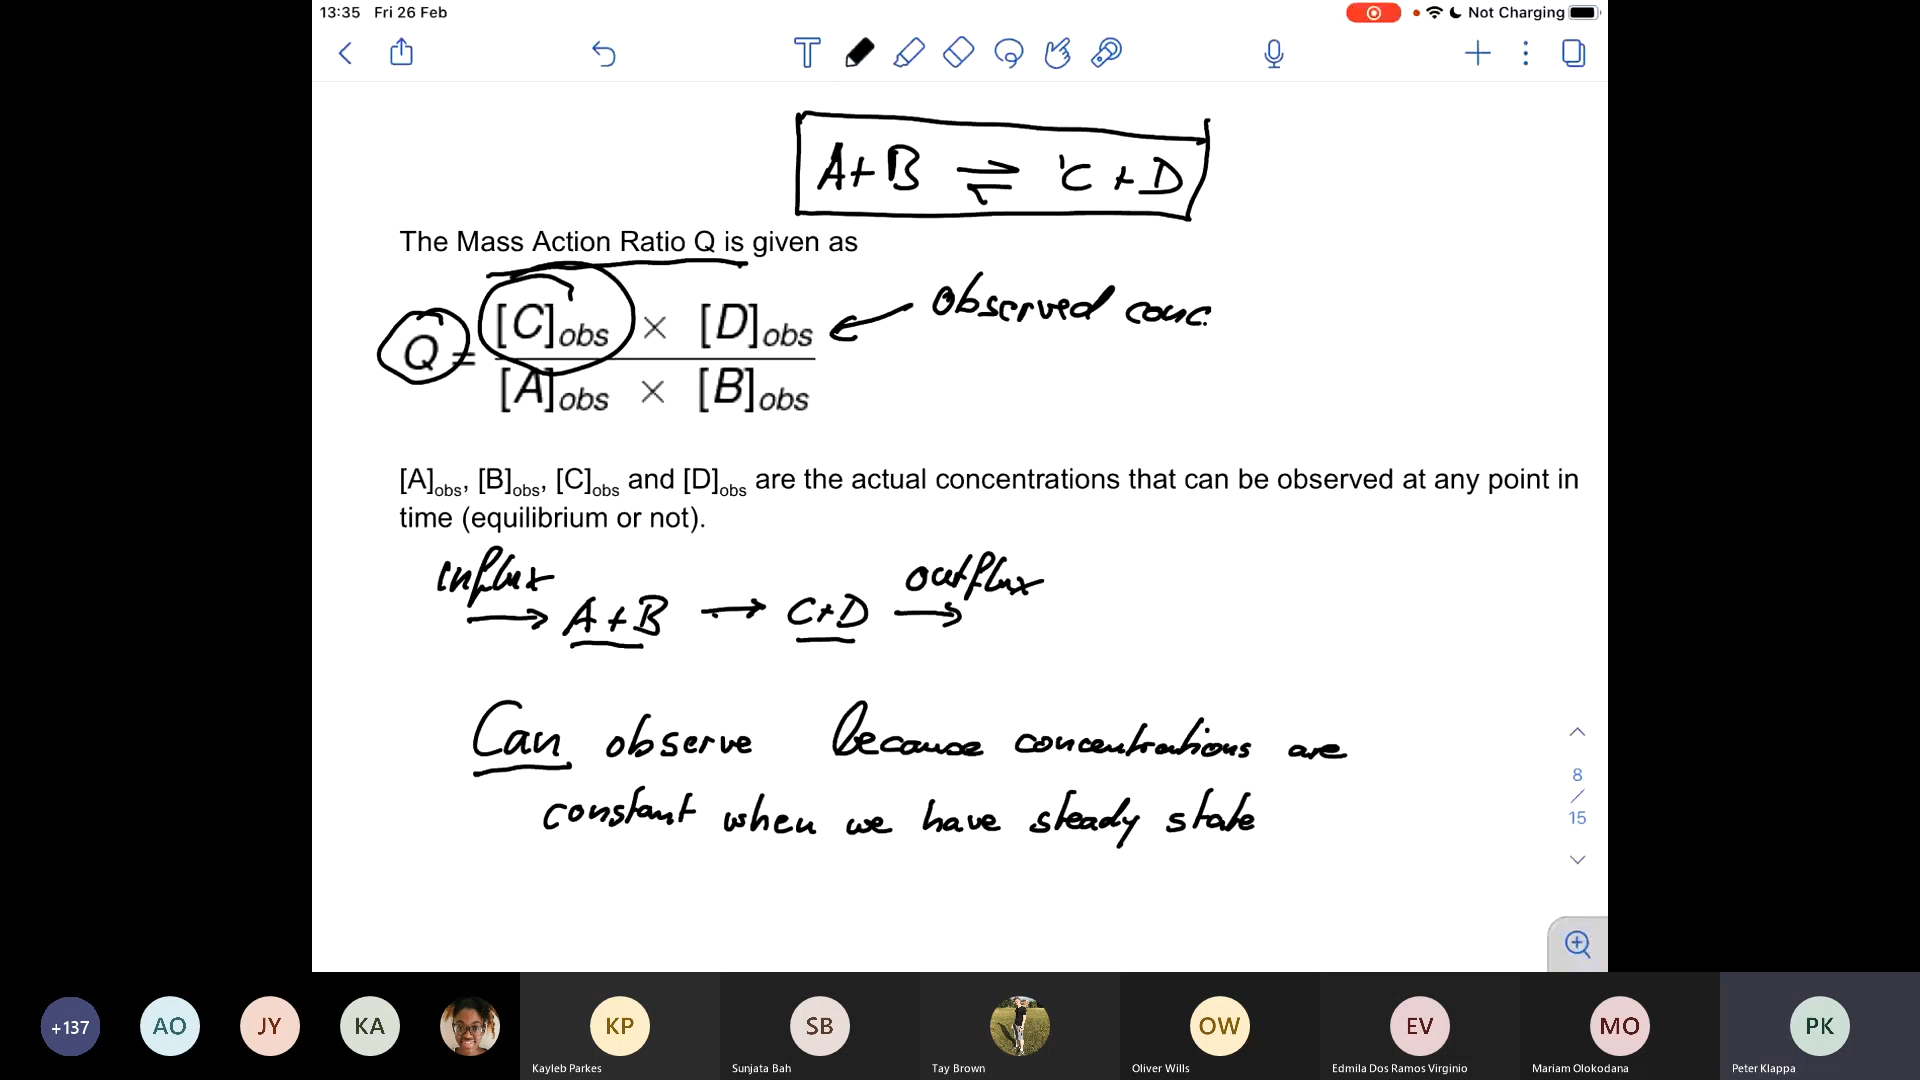 13:35 Fri 26 Feb
Not Charging
A+B ⇌ C+D
The Mass Action Ratio Q is given as
Q = [C]obs × [D]obs
[A]obs × [B]obs
Observed conc.
[A]obs, [B]obs, [C]obs and [D]obs are the actual concentrations that can be observed at any point in
time (equilibrium or not).
influx outflux
→ A+B → C+D →
Can observe because concentrations are
constant when we have steady state
8
/
15
+137 AO JY KA KP SB OW EV MO PK
Kayleb Parkes Sunjata Bah Tay Brown Oliver Wills Edmila Dos Ramos Virginio Mariam Olokodana Peter Klappa